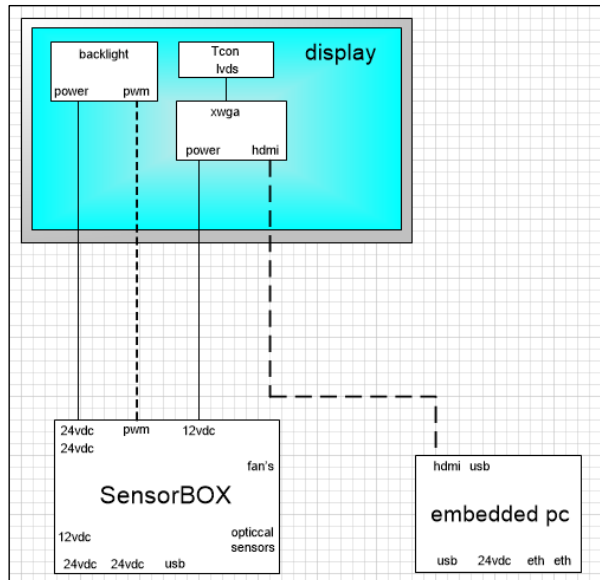 backlight
power pwm
Tcon
lvds
display
xwga
power hdmi
24vdc pwm 12vdc
24vdc
fan's
SensorBOX
12vdc
opticcal
sensors
24vdc 24vdc usb
hdmi usb
embedded pc
usb 24vdc eth eth